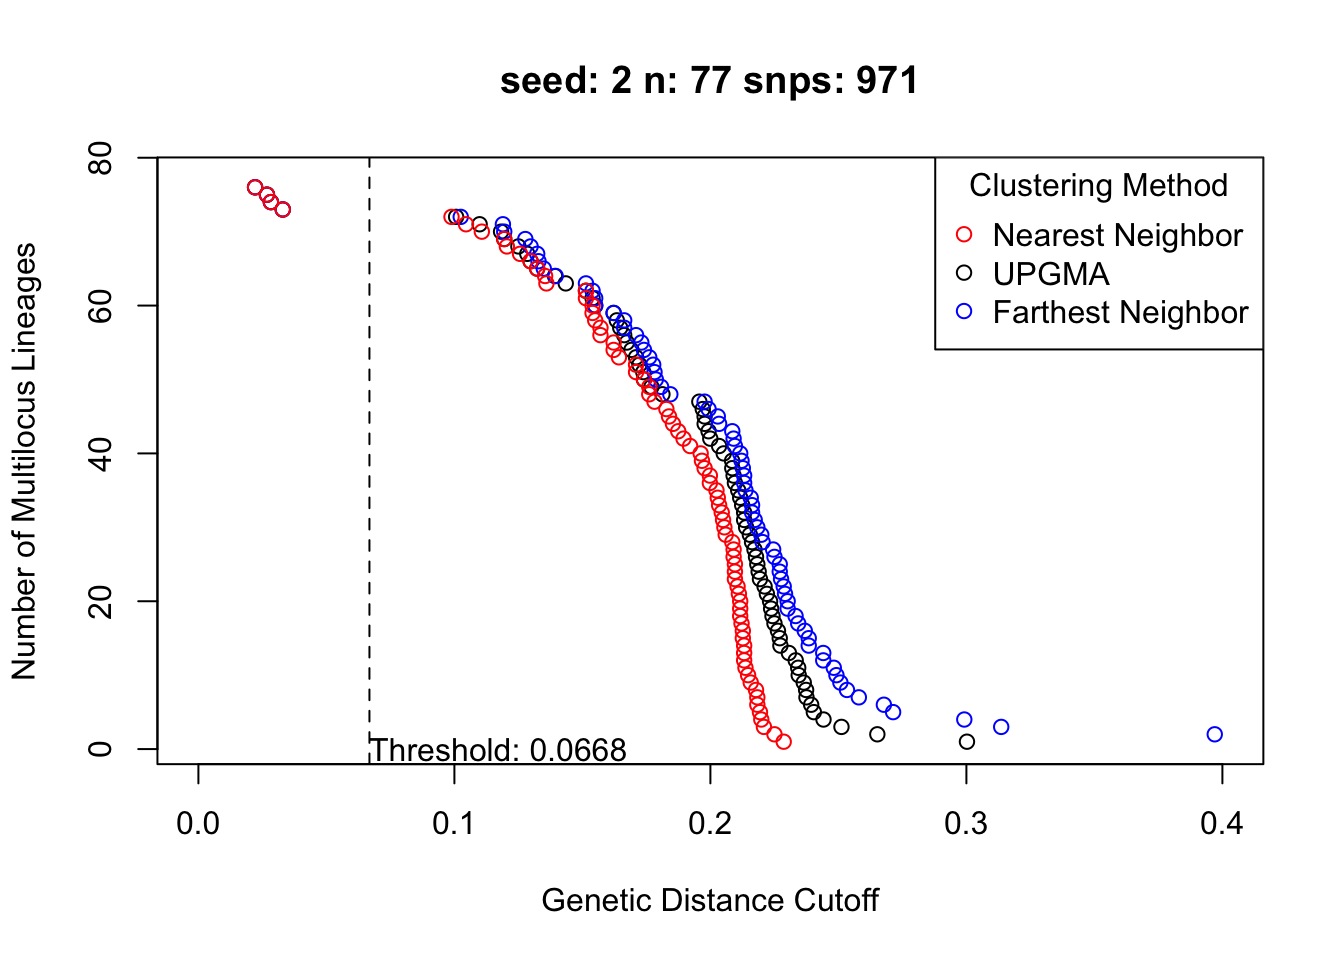 seed: 2 n: 77 snps: 971
80
60
40
20
0
Number of Multilocus Lineages
Clustering Method
Nearest Neighbor
UPGMA
Farthest Neighbor
Threshold: 0.0668
0.0 0.1 0.2 0.3 0.4
Genetic Distance Cutoff